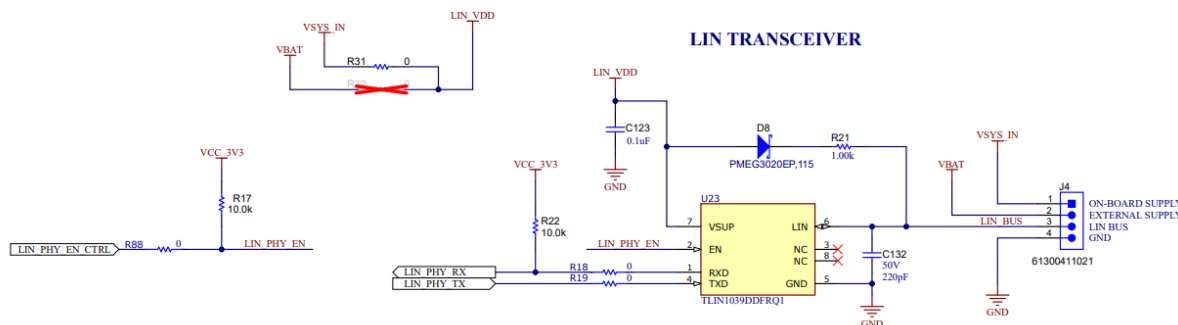 LIN_VDD
VSYS_IN
VBAT
R31 0
R32 0
LIN TRANSCEIVER
LIN_VDD
C123
0.1uF
GND
D8
PMEG3020EP,115
R21
1.00k
VSYS_IN
VBAT
J4
1 ON-BOARD SUPPLY
2 EXTERNAL SUPPLY
LIN_BUS 3 LIN BUS
4 GND
61300411021
GND
VCC_3V3
R17
10.0k
LIN_PHY_EN_CTRL R88 0 LIN_PHY_EN
VCC_3V3
R22
10.0k
U23
7 VSUP LIN 6
LIN_PHY_EN 2 EN NC 3
NC 8
LIN_PHY_RX R18 0 1 RXD
LIN_PHY_TX R19 0 4 TXD GND 5
TLIN1039DDFRQ1
C132
50V
220pF
GND